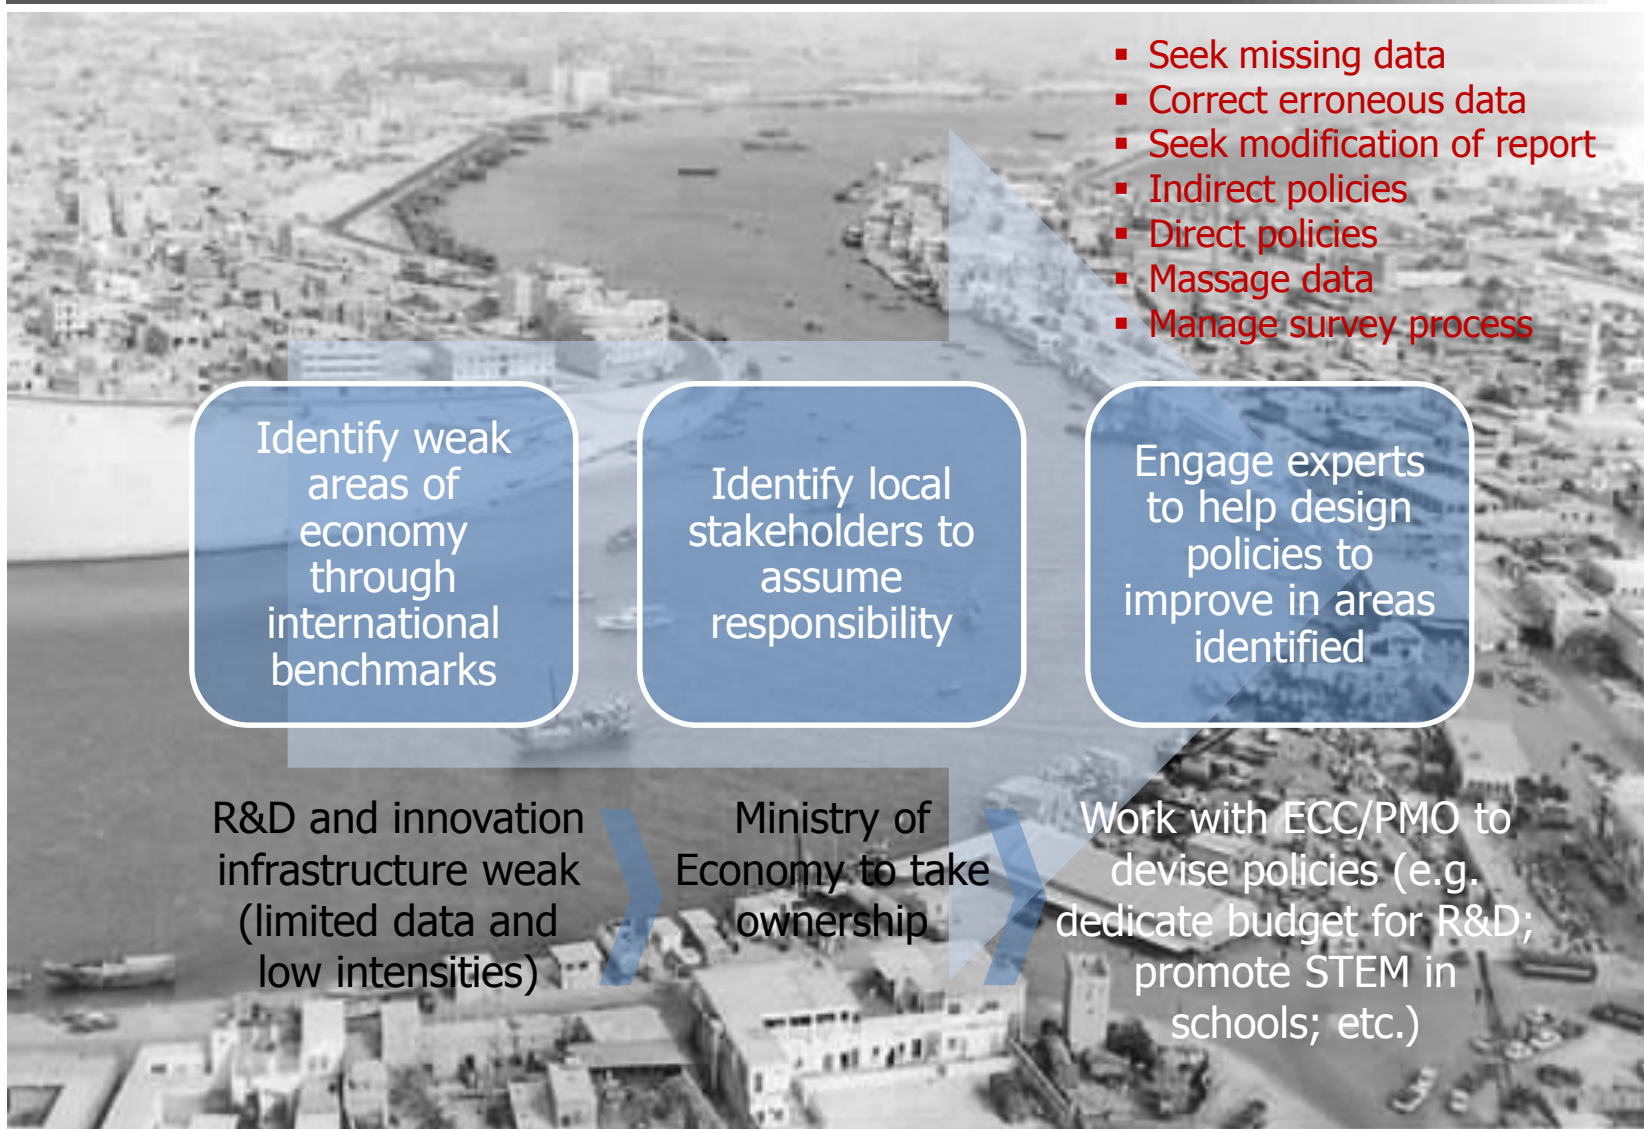 ▪ Seek missing data
▪ Correct erroneous data
▪ Seek modification of report
▪ Indirect policies
▪ Direct policies
▪ Massage data
▪ Manage survey process
Identify weak
areas of
economy
through
international
benchmarks
Identify local
stakeholders to
assume
responsibility
Engage experts
to help design
policies to
improve in areas
identified
R&D and innovation
infrastructure weak
(limited data and
low intensities)
Ministry of
Economy to take
ownership
Work with ECC/PMO to
devise policies (e.g.
dedicate budget for R&D;
promote STEM in
schools; etc.)